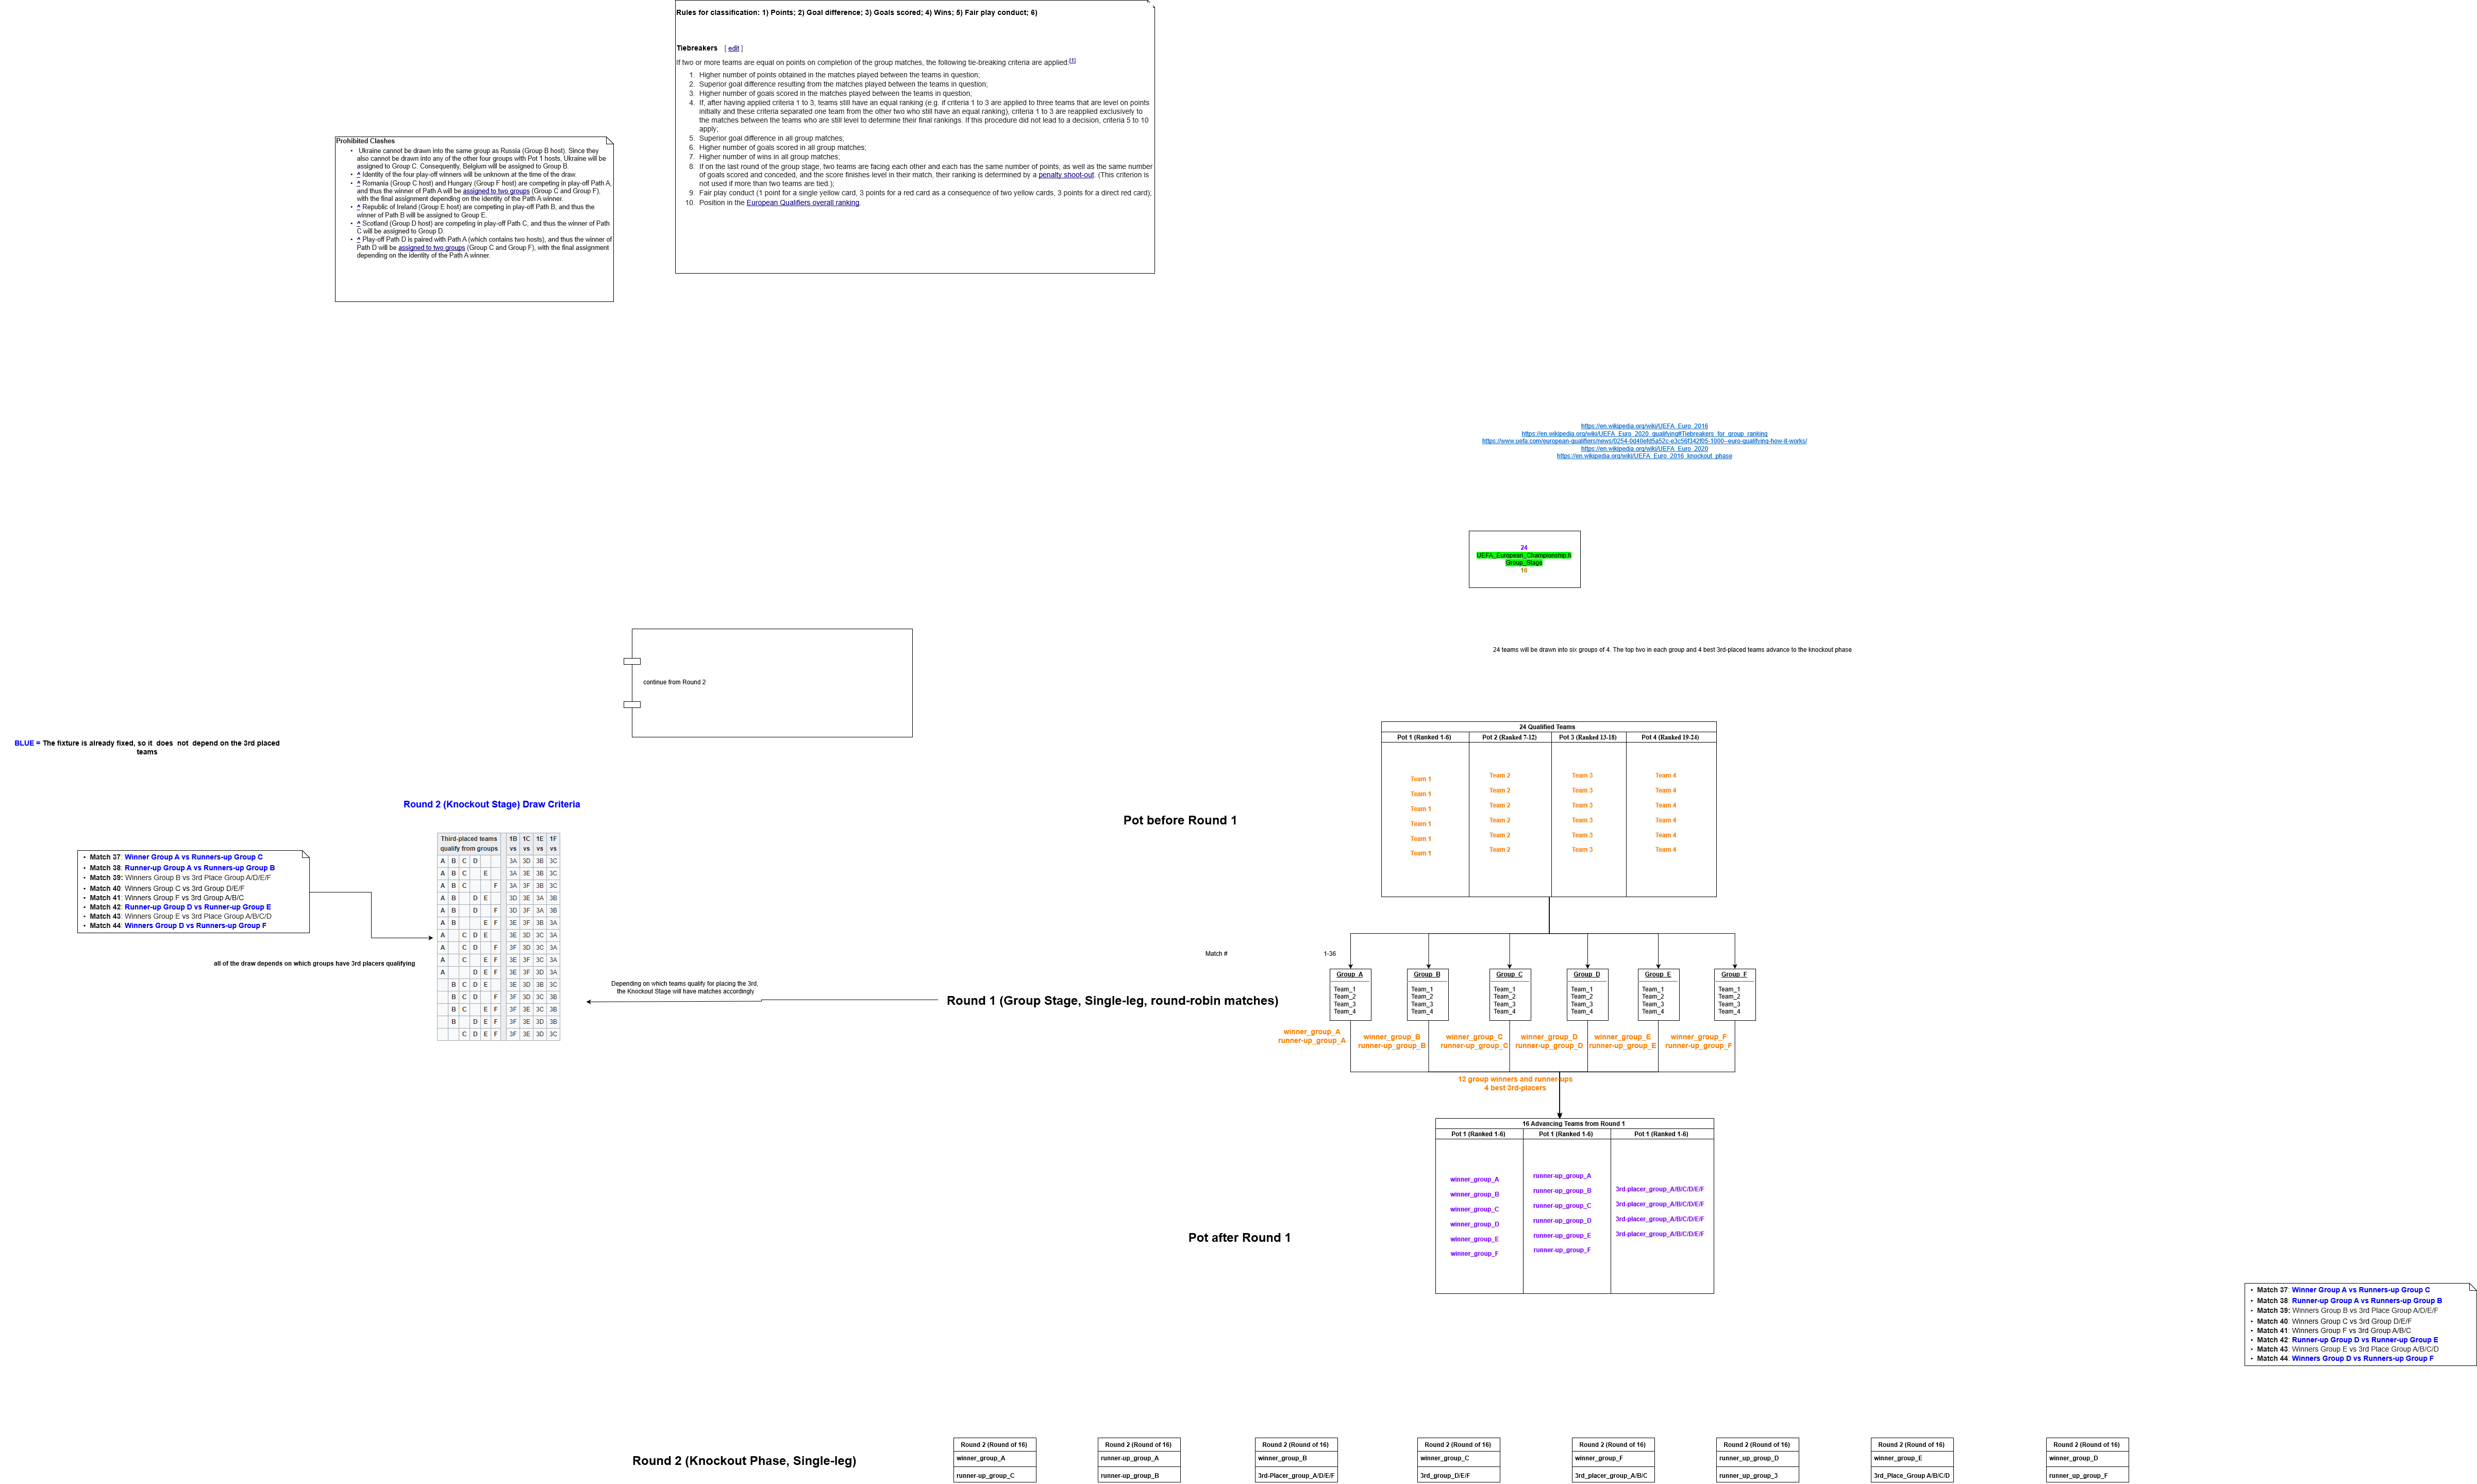 Rules for classification: 1) Points; 2) Goal difference; 3) Goals scored; 4) Wins; 5) Fair play conduct; 6)
Tiebreakers [ edit ]
If two or more teams are equal on points on completion of the group matches, the following tie-breaking criteria are applied:[1]
1. Higher number of points obtained in the matches played between the teams in question;
2. Superior goal difference resulting from the matches played between the teams in question;
3. Higher number of goals scored in the matches played between the teams in question;
4. If, after having applied criteria 1 to 3, teams still have an equal ranking (e.g. if criteria 1 to 3 are applied to three teams that are level on points
initially and these criteria separated one team from the other two who still have an equal ranking), criteria 1 to 3 are reapplied exclusively to
the matches between the teams who are still level to determine their final rankings. If this procedure did not lead to a decision, criteria 5 to 10
apply;
5. Superior goal difference in all group matches;
6. Higher number of goals scored in all group matches;
7. Higher number of wins in all group matches;
8. If on the last round of the group stage, two teams are facing each other and each has the same number of points, as well as the same number
of goals scored and conceded, and the score finishes level in their match, their ranking is determined by a penalty shoot-out. (This criterion is
not used if more than two teams are tied.);
9. Fair play conduct (1 point for a single yellow card, 3 points for a red card as a consequence of two yellow cards, 3 points for a direct red card);
10. Position in the European Qualifiers overall ranking.
Prohibited Clashes
• Ukraine cannot be drawn into the same group as Russia (Group B host). Since they
also cannot be drawn into any of the other four groups with Pot 1 hosts, Ukraine will be
assigned to Group C. Consequently, Belgium will be assigned to Group B.
• ^ Identity of the four play-off winners will be unknown at the time of the draw.
• ^ Romania (Group C host) and Hungary (Group F host) are competing in play-off Path A,
and thus the winner of Path A will be assigned to two groups (Group C and Group F),
with the final assignment depending on the identity of the Path A winner.
• ^ Republic of Ireland (Group E host) are competing in play-off Path B, and thus the
winner of Path B will be assigned to Group E.
• ^ Scotland (Group D host) are competing in play-off Path C, and thus the winner of Path
C will be assigned to Group D.
• ^ Play-off Path D is paired with Path A (which contains two hosts), and thus the winner of
Path D will be assigned to two groups (Group C and Group F), with the final assignment
depending on the identity of the Path A winner.
https://en.wikipedia.org/wiki/UEFA_Euro_2016
https://en.wikipedia.org/wiki/UEFA_Euro_2020_qualifying#Tiebreakers_for_group_ranking
https://www.uefa.com/european-qualifiers/news/0254-0d40efd5a52c-e3c56f342f05-1000--euro-qualifying-how-it-works/
https://en.wikipedia.org/wiki/UEFA_Euro_2020
https://en.wikipedia.org/wiki/UEFA_Euro_2016_knockout_phase
24
UEFA_European_Championship.h
Group_Stage
16
24 teams will be drawn into six groups of 4. The top two in each group and 4 best 3rd-placed teams advance to the knockout phase
continue from Round 2
BLUE = The fixture is already fixed, so it does not depend on the 3rd placed
teams
Round 2 (Knockout Stage) Draw Criteria
• Match 37: Winner Group A vs Runners-up Group C
• Match 38: Runner-up Group A vs Runners-up Group B
• Match 39: Winners Group B vs 3rd Place Group A/D/E/F
• Match 40: Winners Group C vs 3rd Group D/E/F
• Match 41: Winners Group F vs 3rd Group A/B/C
• Match 42: Runner-up Group D vs Runner-up Group E
• Match 43: Winners Group E vs 3rd Place Group A/B/C/D
• Match 44: Winners Group D vs Runners-up Group F
all of the draw depends on which groups have 3rd placers qualifying
Third-placed teams 1B 1C 1E 1F
qualify from groups vs vs vs vs
A B C D 3A 3D 3B 3C
A B C E 3A 3E 3B 3C
A B C F 3A 3F 3B 3C
A B D E 3D 3E 3A 3B
A B D F 3D 3F 3A 3B
A B E F 3E 3F 3B 3A
A C D E 3E 3D 3C 3A
A C D F 3F 3D 3C 3A
A C E F 3E 3F 3C 3A
A D E F 3E 3F 3D 3A
B C D E 3E 3D 3B 3C
B C D F 3F 3D 3C 3B
B C E F 3F 3E 3C 3B
B D E F 3F 3E 3D 3B
C D E F 3F 3E 3D 3C
Depending on which teams qualify for placing the 3rd,
the Knockout Stage will have matches accordingly
Pot before Round 1
24 Qualified Teams
Pot 1 (Ranked 1-6) Pot 2 (Ranked 7-12) Pot 3 (Ranked 13-18) Pot 4 (Ranked 19-24)
Team 1 Team 2 Team 3 Team 4
Team 1 Team 2 Team 3 Team 4
Team 1 Team 2 Team 3 Team 4
Team 1 Team 2 Team 3 Team 4
Team 1 Team 2 Team 3 Team 4
Team 1 Team 2 Team 3 Team 4
Match # 1-36
Round 1 (Group Stage, Single-leg, round-robin matches)
Group_A Group_B Group_C Group_D Group_E Group_F
Team_1 Team_1 Team_1 Team_1 Team_1 Team_1
Team_2 Team_2 Team_2 Team_2 Team_2 Team_2
Team_3 Team_3 Team_3 Team_3 Team_3 Team_3
Team_4 Team_4 Team_4 Team_4 Team_4 Team_4
winner_group_A winner_group_B winner_group_C winner_group_D winner_group_E winner_group_F
runner-up_group_A runner-up_group_B runner-up_group_C runner-up_group_D runner-up_group_E runner-up_group_F
12 group winners and runner-ups
4 best 3rd-placers
Pot after Round 1
16 Advancing Teams from Round 1
Pot 1 (Ranked 1-6) Pot 1 (Ranked 1-6) Pot 1 (Ranked 1-6)
winner_group_A runner-up_group_A 3rd-placer_group_A/B/C/D/E/F
winner_group_B runner-up_group_B 3rd-placer_group_A/B/C/D/E/F
winner_group_C runner-up_group_C 3rd-placer_group_A/B/C/D/E/F
winner_group_D runner-up_group_D 3rd-placer_group_A/B/C/D/E/F
winner_group_E runner-up_group_E
winner_group_F runner-up_group_F
• Match 37: Winner Group A vs Runners-up Group C
• Match 38: Runner-up Group A vs Runners-up Group B
• Match 39: Winners Group B vs 3rd Place Group A/D/E/F
• Match 40: Winners Group C vs 3rd Group D/E/F
• Match 41: Winners Group F vs 3rd Group A/B/C
• Match 42: Runner-up Group D vs Runner-up Group E
• Match 43: Winners Group E vs 3rd Place Group A/B/C/D
• Match 44: Winners Group D vs Runners-up Group F
Round 2 (Knockout Phase, Single-leg)
Round 2 (Round of 16) Round 2 (Round of 16) Round 2 (Round of 16) Round 2 (Round of 16) Round 2 (Round of 16) Round 2 (Round of 16) Round 2 (Round of 16) Round 2 (Round of 16)
winner_group_A runner-up_group_A winner_group_B winner_group_C winner_group_F runner_up_group_D winner_group_E winner_group_D
runner-up_group_C runner-up_group_B 3rd-Placer_group_A/D/E/F 3rd_group_D/E/F 3rd_placer_group_A/B/C runner_up_group_3 3rd_Place_Group A/B/C/D runner_up_group_F